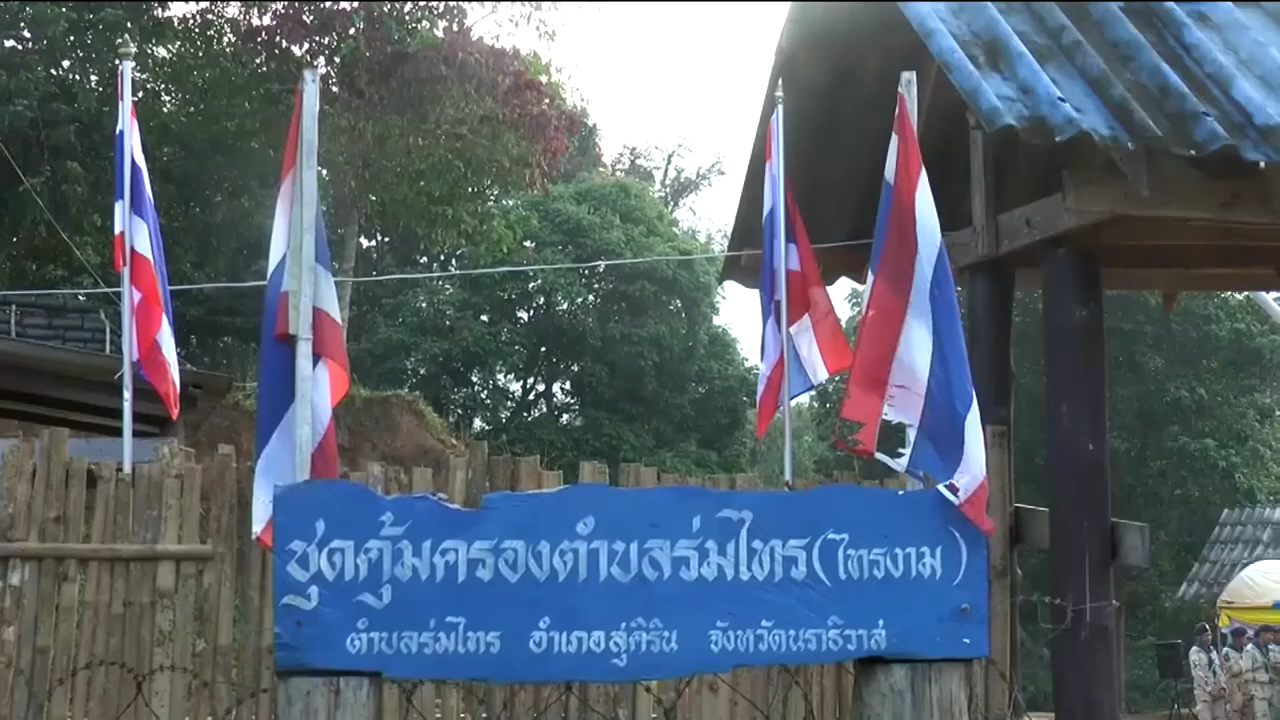 ชุดคุ้มครองตำบลร่มไทร(ไทรงาม)
ตำบลร่มไทร อำเภอสุคิริน จังหวัดนราธิวาส